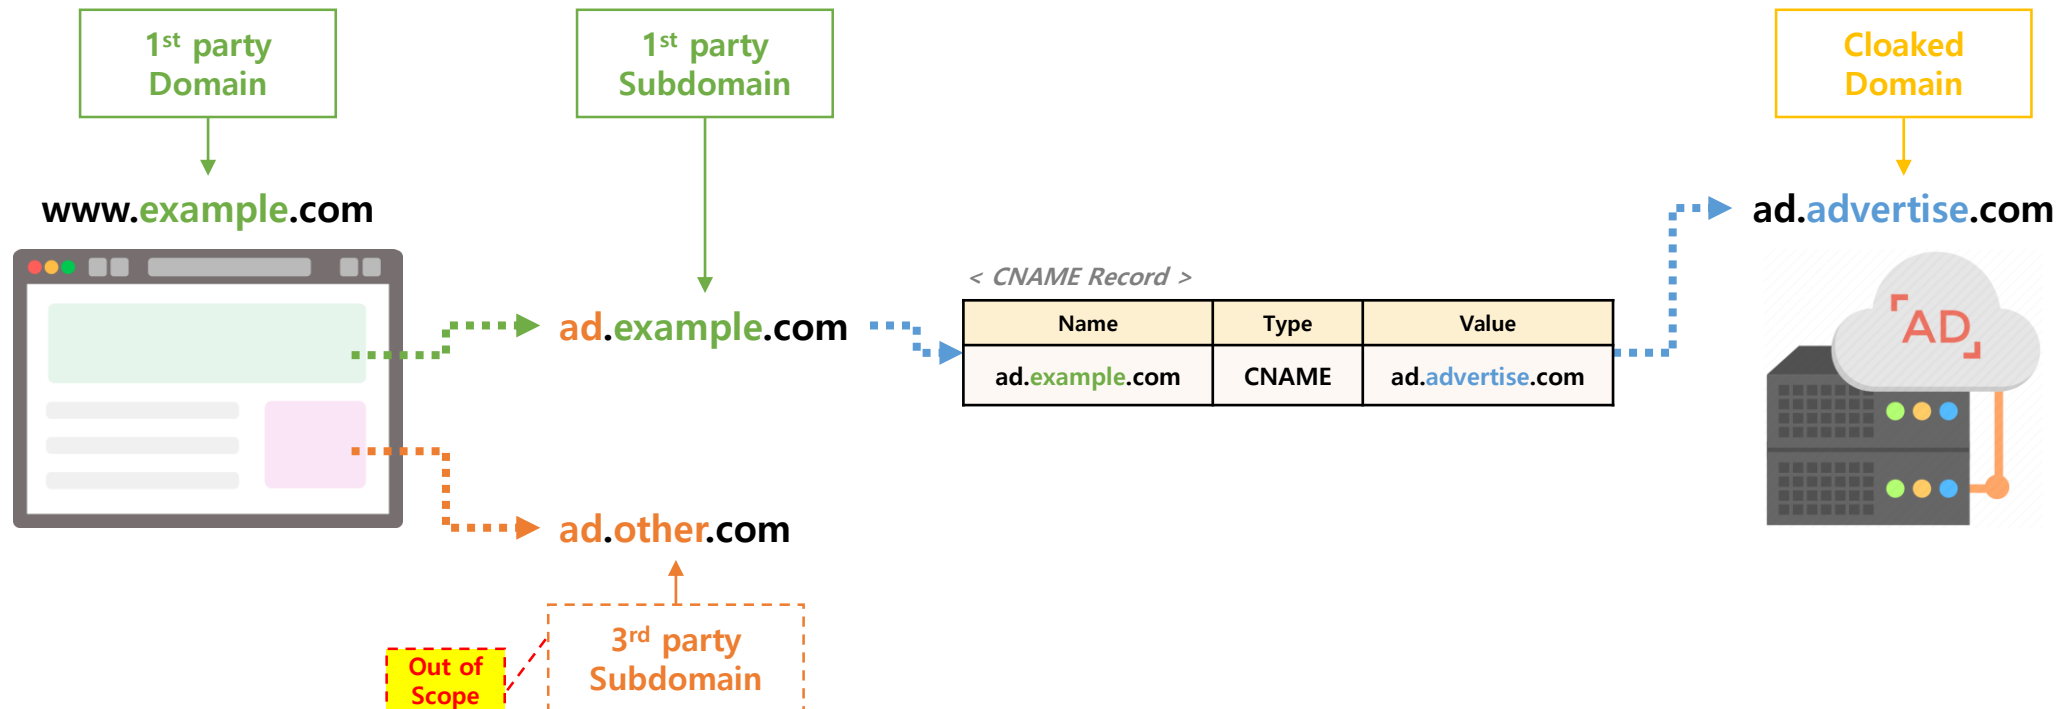 1st party
Domain
1st party
Subdomain
Cloaked
Domain
www.example.com
ad.advertise.com
< CNAME Record >
ad.example.com
Name Type Value
ad.example.com CNAME ad.advertise.com
AD
ad.other.com
3rd party
Subdomain
Out of
Scope